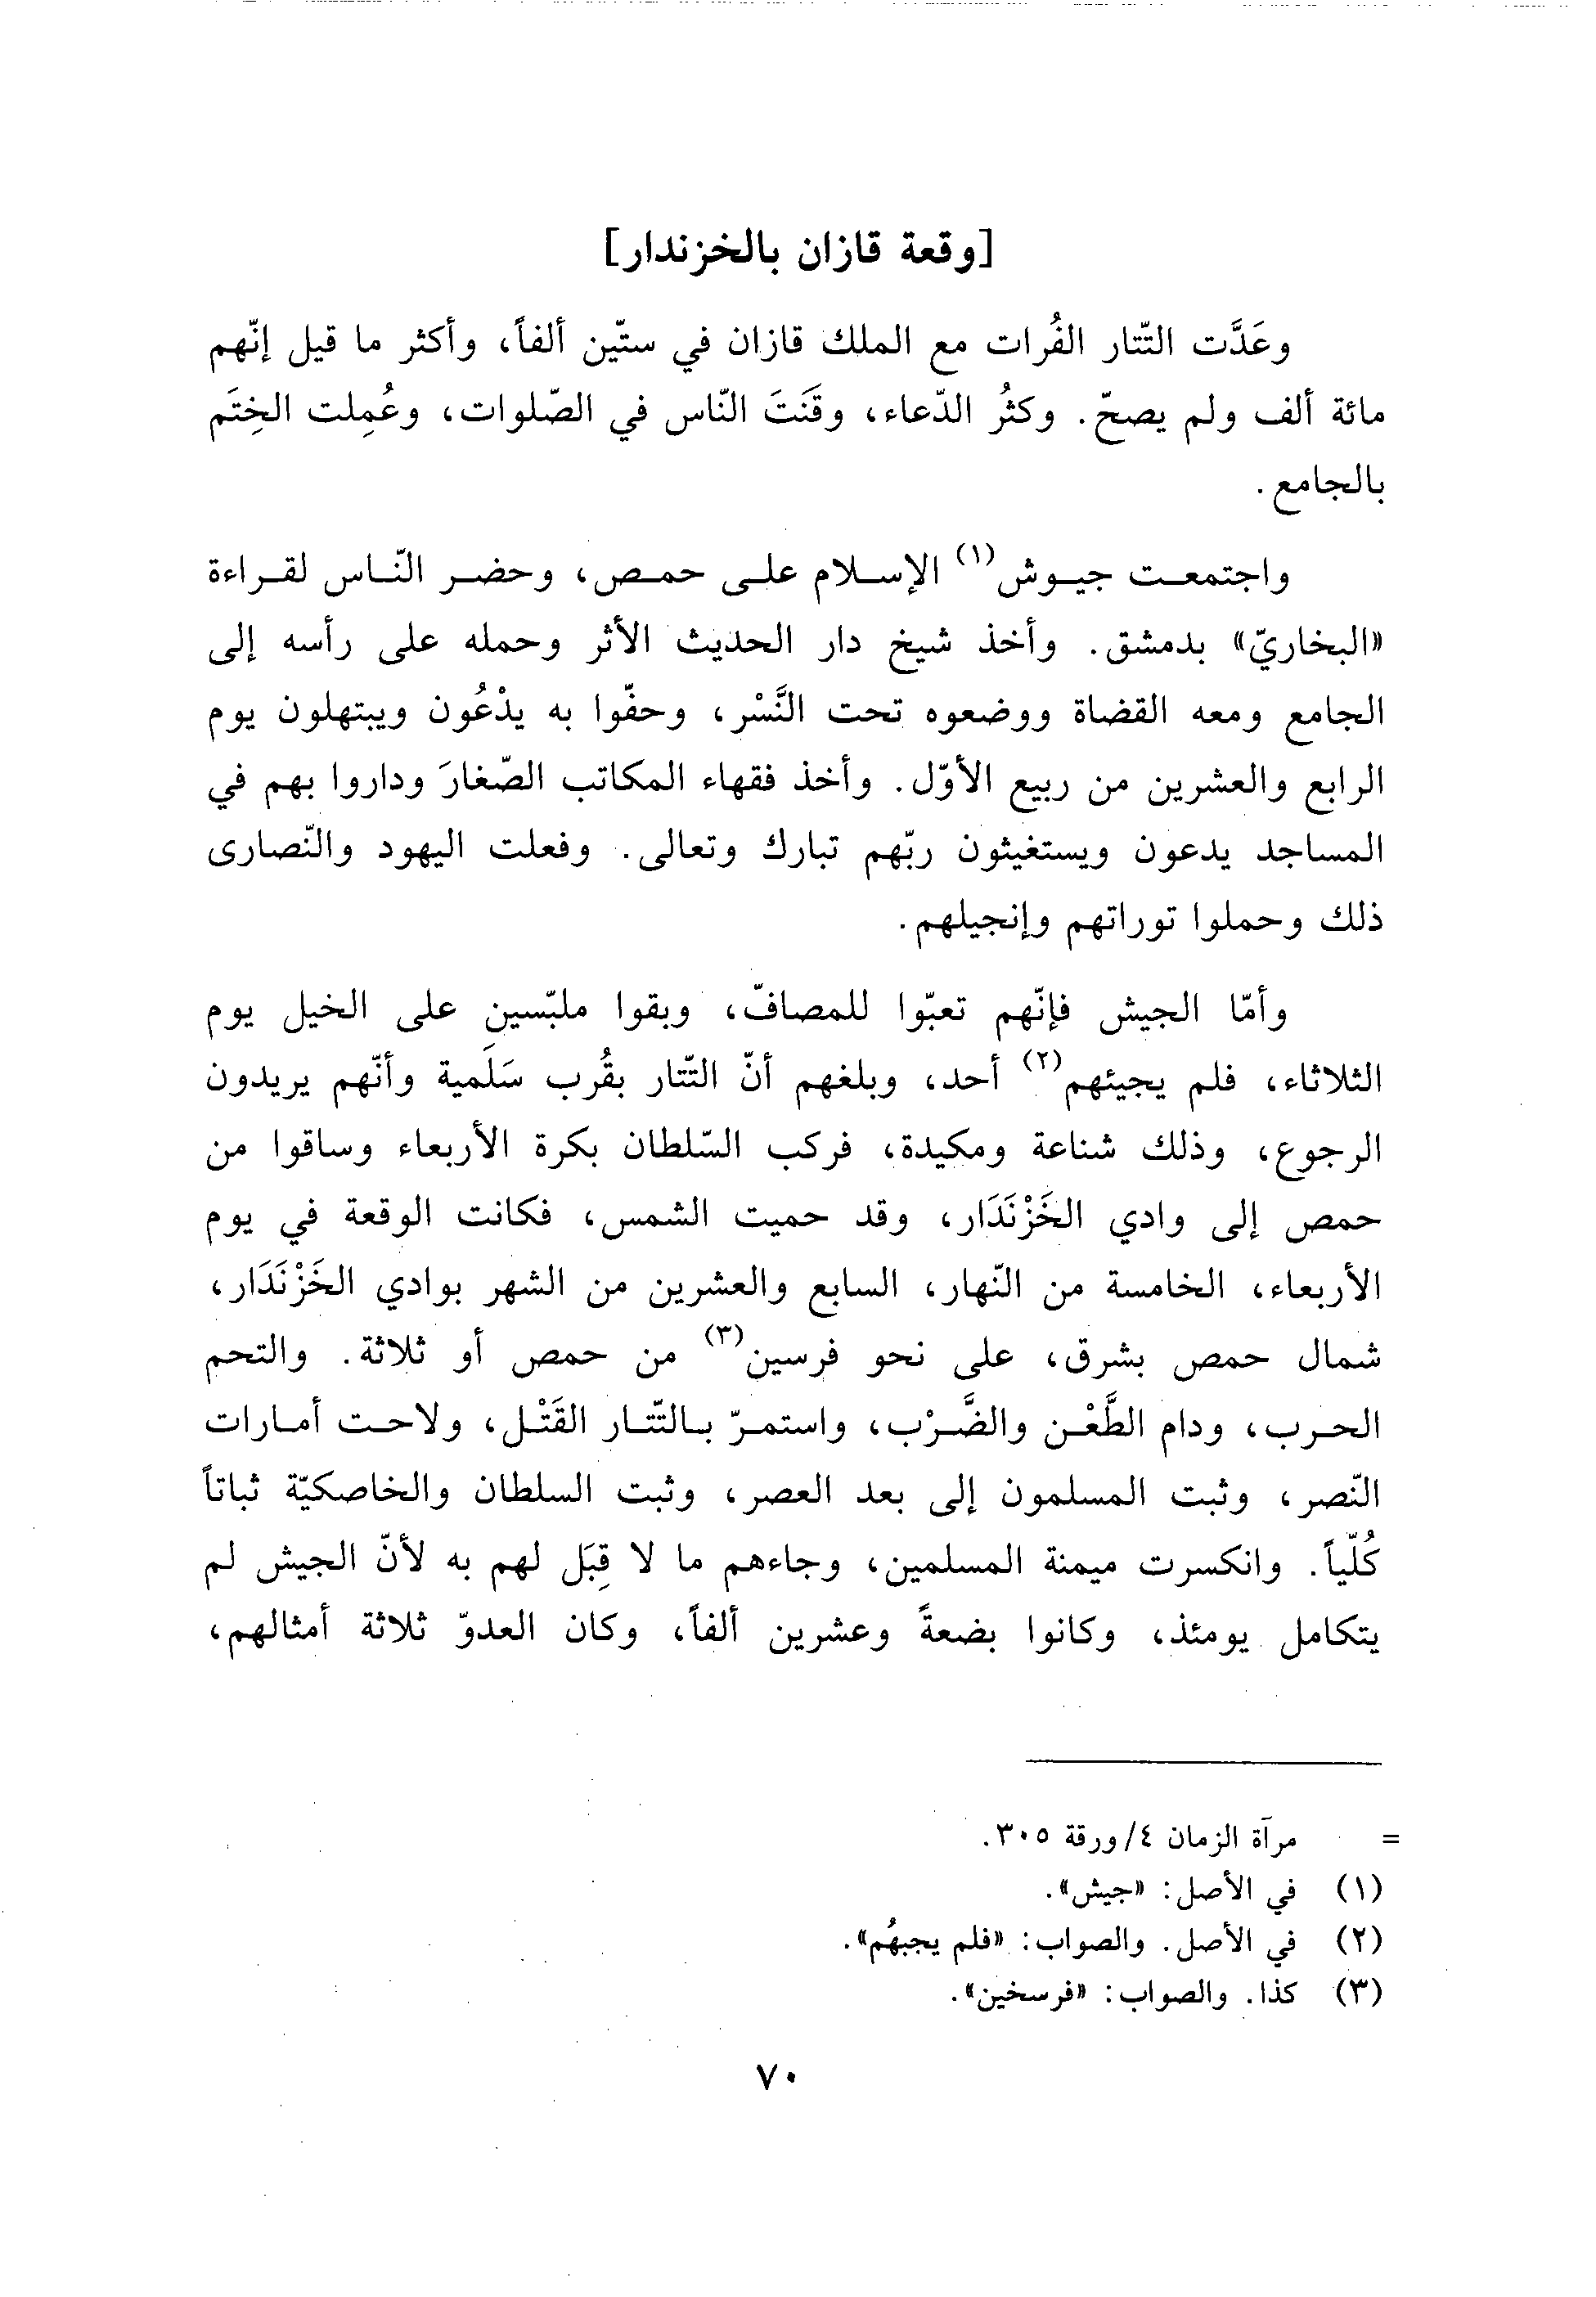 [وقعة قازان بالخزندار]
وعَدَّت التّتار الفُرات مع الملك قازان في ستّين ألفاً، وأكثر ما قيل إنّهم
مائة ألف ولم يصحّ. وكثُر الدّعاء، وقَنَتَ النّاس في الصّلوات، وعُمِلت الخِتَم
بالجامع.
واجتمعت جيوش(١) الإسلام على حمص، وحضر النّاس لقراءة
«البخاريّ» بدمشق. وأخذ شيخ دار الحديث الأثر وحمله على رأسه إلى
الجامع ومعه القضاة ووضعوه تحت النَّسْر، وحفّوا به يدْعُون ويبتهلون يوم
الرابع والعشرين من ربيع الأوّل. وأخذ فقهاء المكاتب الصّغارَ وداروا بهم في
المساجد يدعون ويستغيثون ربّهم تبارك وتعالى. وفعلت اليهود والنّصارى
ذلك وحملوا توراتهم وإنجيلهم.
وأمّا الجيش فإنّهم تعبّوا للمصافّ، وبقوا ملبّسين على الخيل يوم
الثلاثاء، فلم يجيئهم(٢) أحد، وبلغهم أنّ التّتار بقُرب سَلَمية وأنّهم يريدون
الرجوع، وذلك شناعة ومكيدة، فركب السّلطان بكرة الأربعاء وساقوا من
حمص إلى وادي الخَزْنَدَار، وقد حميت الشمس، فكانت الوقعة في يوم
الأربعاء، الخامسة من النّهار، السابع والعشرين من الشهر بوادي الخَزْنَدَار،
شمال حمص بشرق، على نحو فرسين(٣) من حمص أو ثلاثة. والتحم
الحرب، ودام الطَّعْن والضَّرْب، واستمرّ بالتّتار القَتْل، ولاحت أمارات
النّصر، وثبت المسلمون إلى بعد العصر، وثبت السلطان والخاصكيّة ثباتاً
كُلّياً. وانكسرت ميمنة المسلمين، وجاءهم ما لا قِبَل لهم به لأنّ الجيش لم
يتكامل يومئذ، وكانوا بضعةً وعشرين ألفاً، وكان العدوّ ثلاثة أمثالهم،
= مرآة الزمان ٤/ورقة ٣٠٥.
(١) في الأصل: «جيش».
(٢) في الأصل. والصواب: «فلم يجبهُم».
(٣) كذا. والصواب: «فرسخين».
٧٠